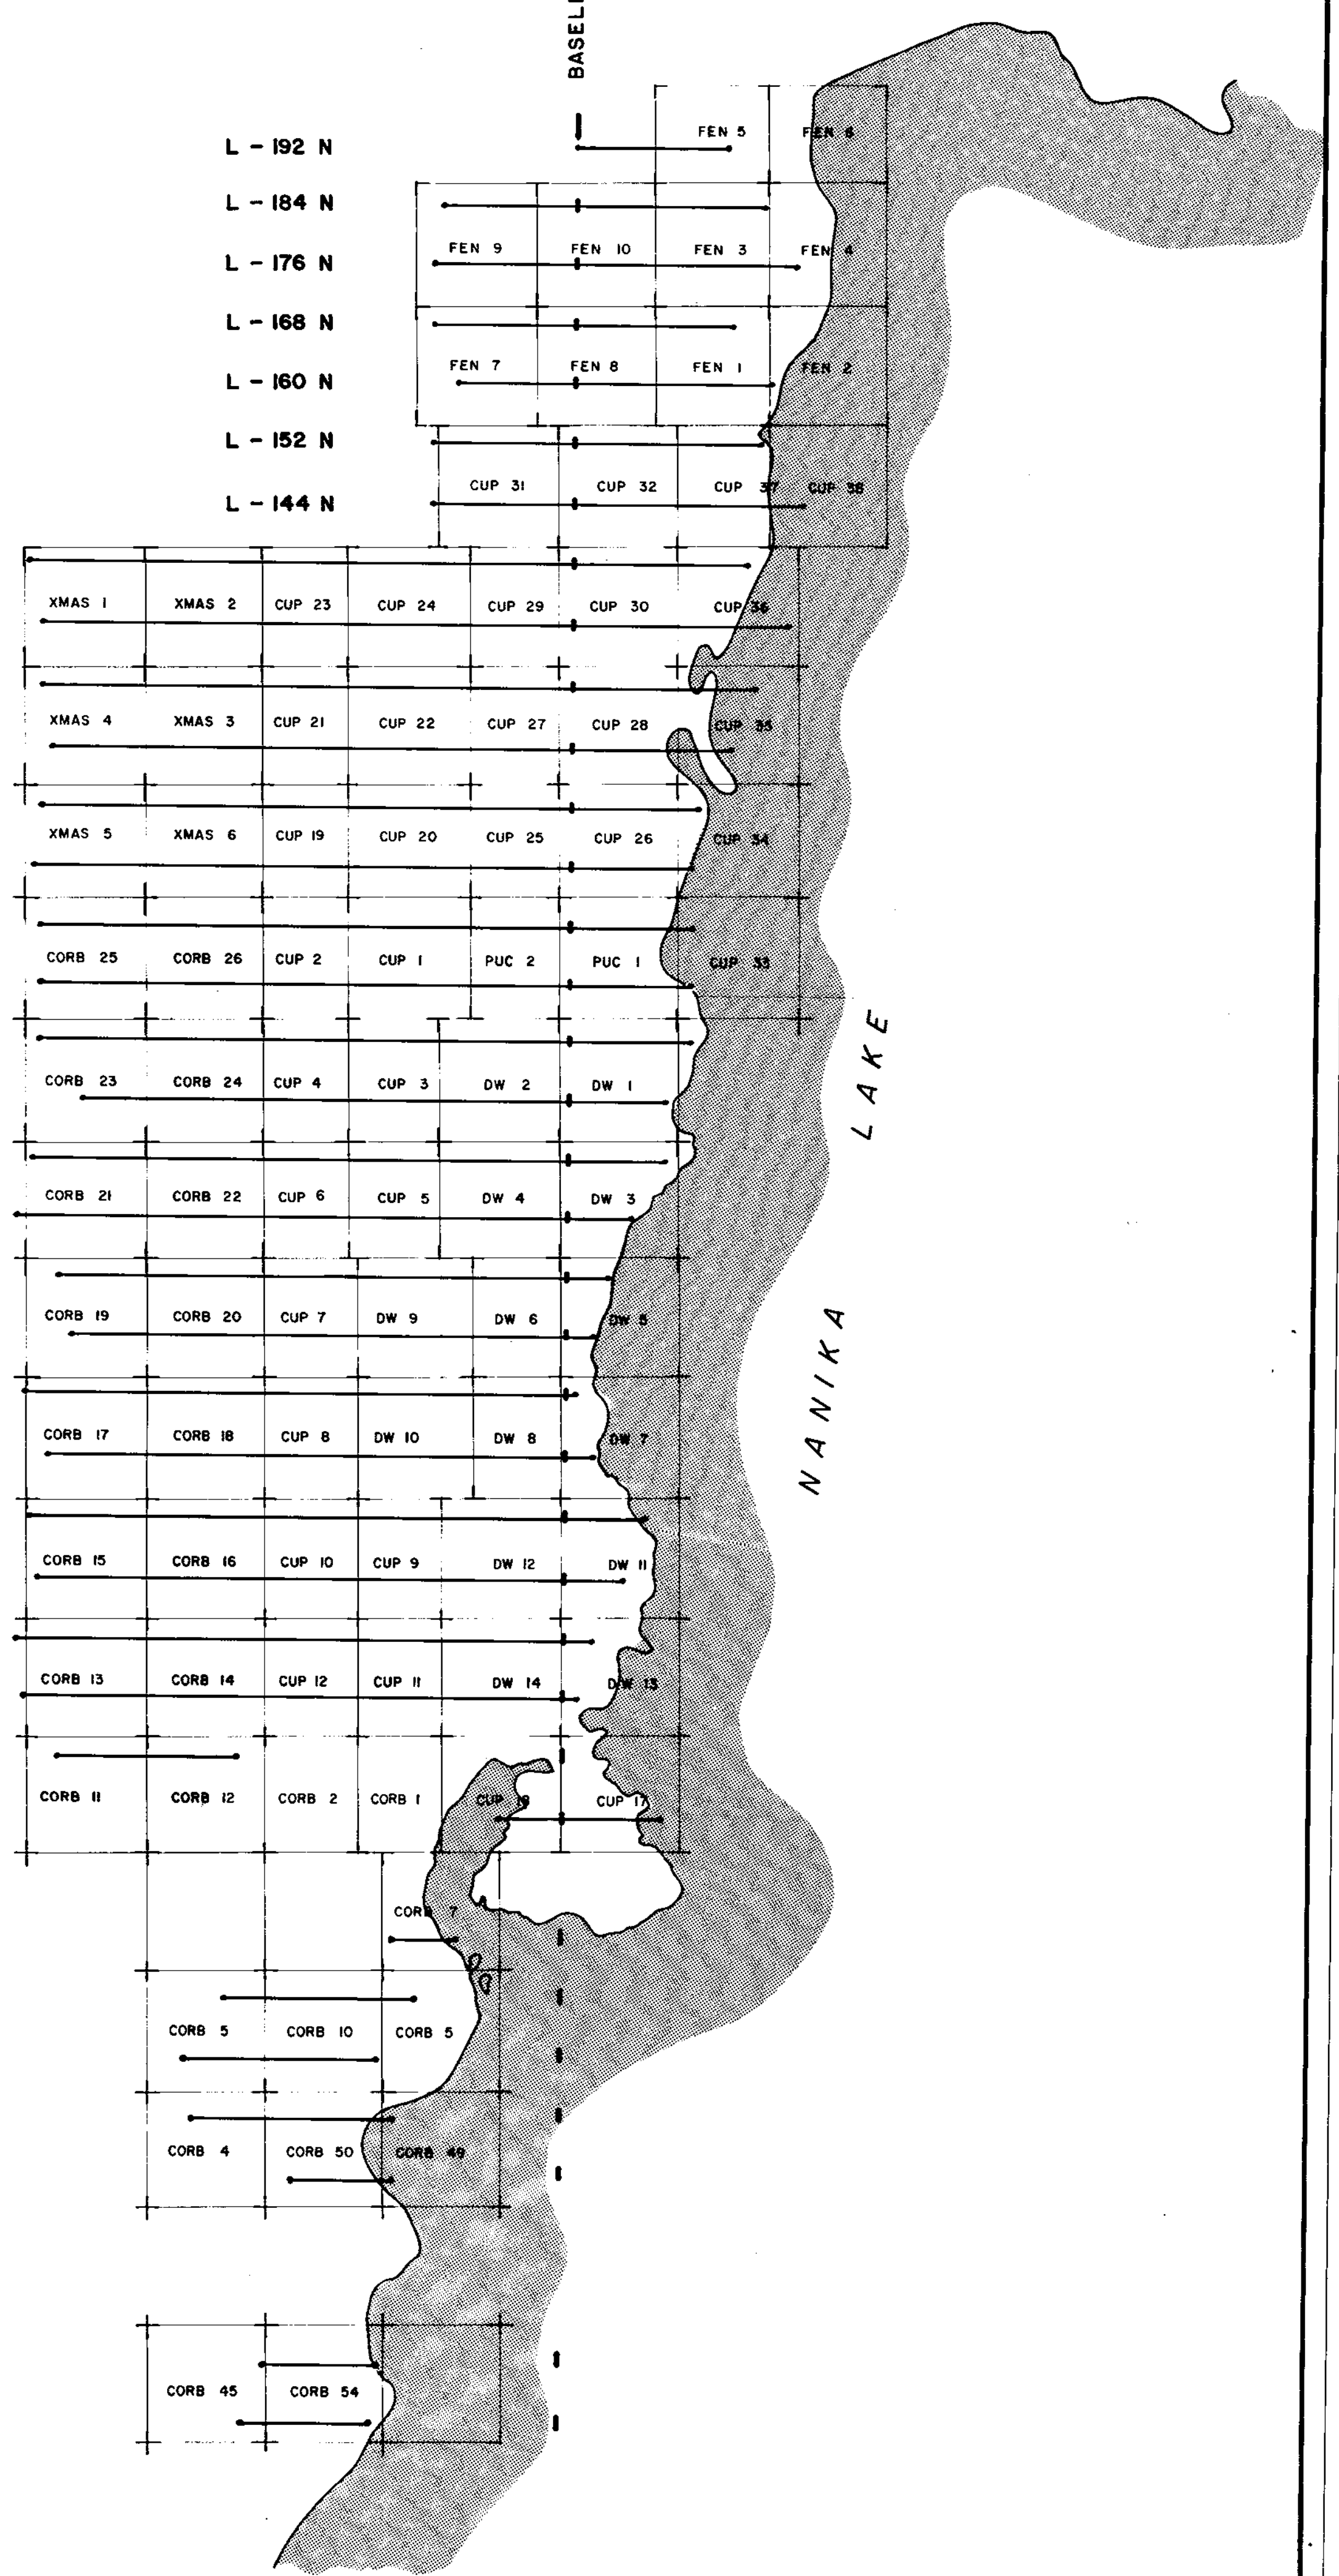 BASELI
L - 192 N
FEN 5 FEN 6
L - 184 N
L - 176 N
FEN 9 FEN 10 FEN 3 FEN 4
L - 168 N
L - 160 N
FEN 7 FEN 8 FEN 1 FEN 2
L - 152 N
L - 144 N
CUP 31 CUP 32 CUP 37 CUP 38
XMAS 1 XMAS 2 CUP 23 CUP 24 CUP 29 CUP 30 CUP 36
XMAS 4 XMAS 3 CUP 21 CUP 22 CUP 27 CUP 28 CUP 35
XMAS 5 XMAS 6 CUP 19 CUP 20 CUP 25 CUP 26 CUP 34
CORB 25 CORB 26 CUP 2 CUP 1 PUC 2 PUC 1 CUP 33
CORB 23 CORB 24 CUP 4 CUP 3 DW 2 DW 1
CORB 21 CORB 22 CUP 6 CUP 5 DW 4 DW 3
CORB 19 CORB 20 CUP 7 DW 9 DW 6 DW 5
CORB 17 CORB 18 CUP 8 DW 10 DW 8 DW 7
CORB 15 CORB 16 CUP 10 CUP 9 DW 12 DW 11
CORB 13 CORB 14 CUP 12 CUP 11 DW 14 DW 13
CORB 11 CORB 12 CORB 2 CORB 1 CUP 18 CUP 17
CORB 7
CORB 5 CORB 10 CORB 5
CORB 4 CORB 50 CORB 49
CORB 45 CORB 54
NANIKA LAKE